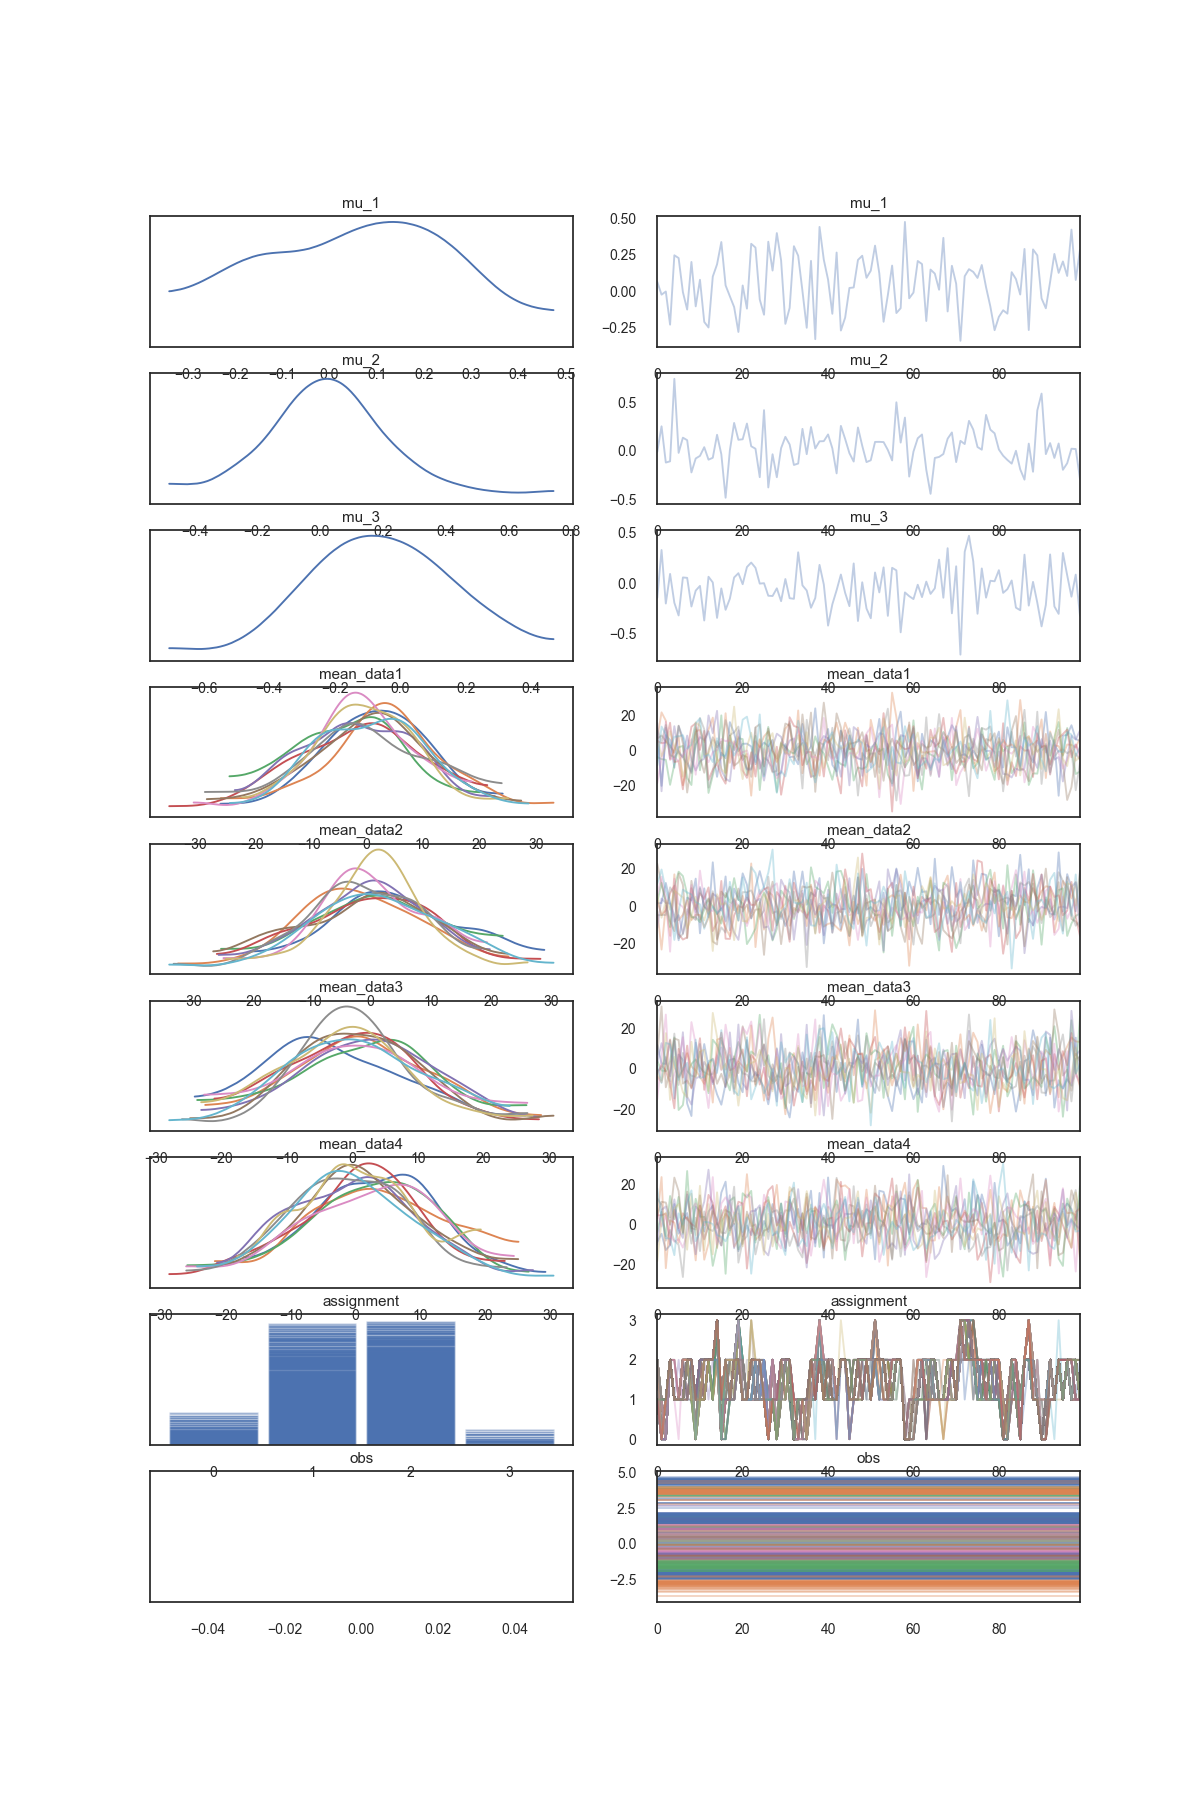 mu_1 mu_1
0.50
0.25
0.00
−0.25
mu_2 mu_2
−0.3 −0.2 −0.1 0.0 0.1 0.2 0.3 0.4 0.5 0 20 40 60 80
0.5
0.0
−0.5
mu_3 mu_3
−0.4 −0.2 0.0 0.2 0.4 0.6 0.8 0 20 40 60 80
0.5
0.0
−0.5
mean_data1 mean_data1
−0.6 −0.4 −0.2 0.0 0.2 0.4 0 20 40 60 80
20
0
−20
mean_data2 mean_data2
−30 −20 −10 0 10 20 30 0 20 40 60 80
20
0
−20
mean_data3 mean_data3
−30 −20 −10 0 10 20 30 0 20 40 60 80
20
0
−20
mean_data4 mean_data4
−30 −20 −10 0 10 20 30 0 20 40 60 80
20
0
−20
assignment assignment
−30 −20 −10 0 10 20 30 0 20 40 60 80
3
2
1
0
obs obs
0 1 2 3 0 20 40 60 80
5.0
2.5
0.0
−2.5
−0.04 −0.02 0.00 0.02 0.04 0 20 40 60 80